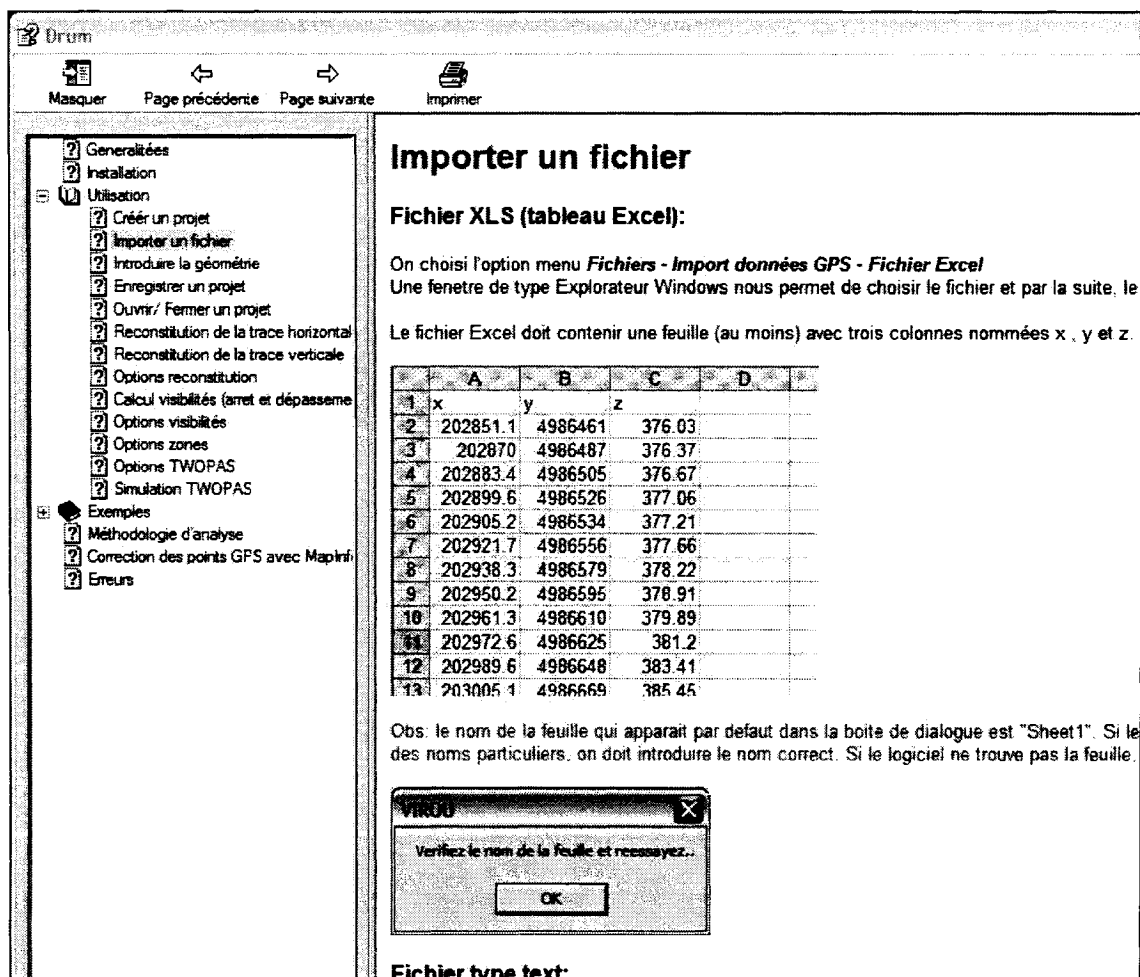 Drum
Masquer Page précédente Page suivante Imprimer
Generalitées
Installation
Utilisation
Créér un projet
Importer un fichier
Introduire la géométrie
Enregistrer un projet
Ouvrir/ Fermer un projet
Reconstitution de la trace horizontal
Reconstitution de la trace verticale
Options reconstitution
Calcul visibilités (arret et dépasseme
Options visibilités
Options zones
Options TWOPAS
Simulation TWOPAS
Exemples
Méthodologie d'analyse
Correction des points GPS avec MapInfi
Erreurs
Importer un fichier
Fichier XLS (tableau Excel):
On choisi l'option menu Fichiers - Import données GPS - Fichier Excel
Une fenetre de type Explorateur Windows nous permet de choisir le fichier et par la suite, le
Le fichier Excel doit contenir une feuille (au moins) avec trois colonnes nommées x , y et z.
A B C D
1 x y z
2 202851.1 4986461 376.03
3 202870 4986487 376.37
4 202883.4 4986505 376.67
5 202899.6 4986526 377.06
6 202905.2 4986534 377.21
7 202921.7 4986556 377.66
8 202938.3 4986579 378.22
9 202950.2 4986595 378.91
10 202961.3 4986610 379.89
11 202972.6 4986625 381.2
12 202989.6 4986648 383.41
13 203005.1 4986669 385.45
Obs: le nom de la feuille qui apparait par defaut dans la boite de dialogue est "Sheet1". Si le
des noms particuliers, on doit introduire le nom correct. Si le logiciel ne trouve pas la feuille,
Verifiez le nom de la feuille et reessayez..
OK
Fichier type text: